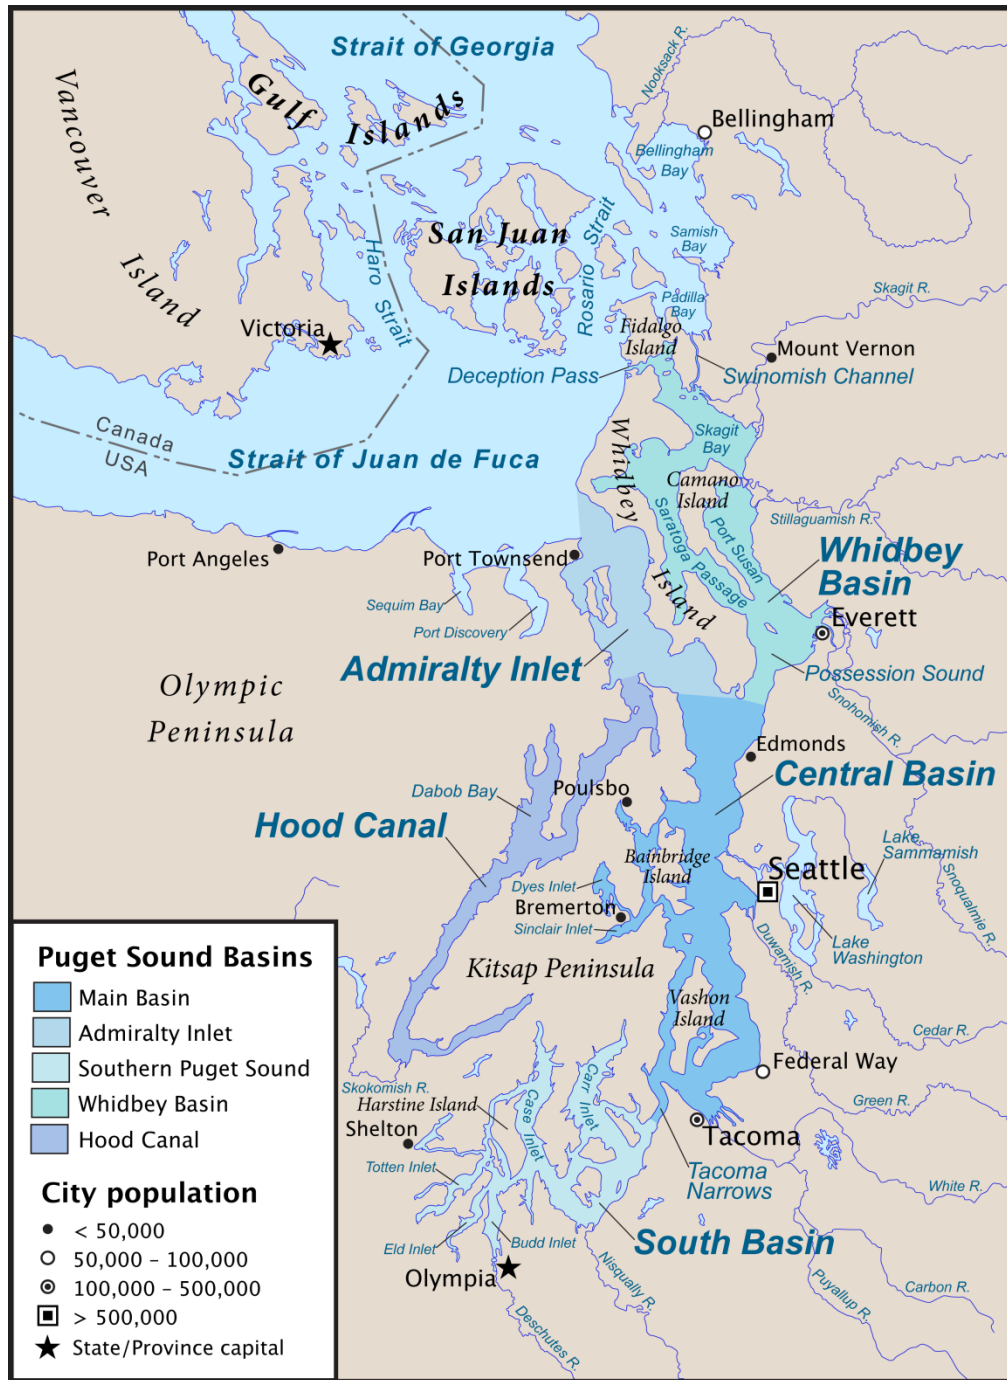 Strait of Georgia
Vancouver
Island
Gulf
Islands
Nooksack R.
Bellingham
Bellingham
Bay
San Juan
Islands
Rosario Strait
Samish
Bay
Haro Strait
Skagit R.
Padilla
Bay
Victoria
Fidalgo
Island
Mount Vernon
Deception Pass
Swinomish Channel
Canada
USA
Strait of Juan de Fuca
Whidbey
Island
Skagit
Bay
Camano
Island
Saratoga Passage
Port Susan
Stillaguamish R.
Port Angeles
Port Townsend
Whidbey
Basin
Sequim Bay
Port Discovery
Everett
Admiralty Inlet
Possession Sound
Olympic
Peninsula
Snohomish R.
Edmonds
Central Basin
Dabob Bay
Poulsbo
Hood Canal
Bainbridge
Island
Seattle
Lake
Sammamish
Dyes Inlet
Bremerton
Sinclair Inlet
Snoqualmie R.
Lake
Washington
Duwamish R.
Kitsap Peninsula
Vashon
Island
Cedar R.
Federal Way
Green R.
Skokomish R.
Harstine Island
Case Inlet
Carr Inlet
Shelton
Tacoma
Totten Inlet
Tacoma
Narrows
White R.
Eld Inlet
Budd Inlet
South Basin
Olympia
Nisqually R.
Puyallup R.
Carbon R.
Deschutes R.
Puget Sound Basins
Main Basin
Admiralty Inlet
Southern Puget Sound
Whidbey Basin
Hood Canal
City population
< 50,000
50,000 – 100,000
100,000 – 500,000
> 500,000
State/Province capital